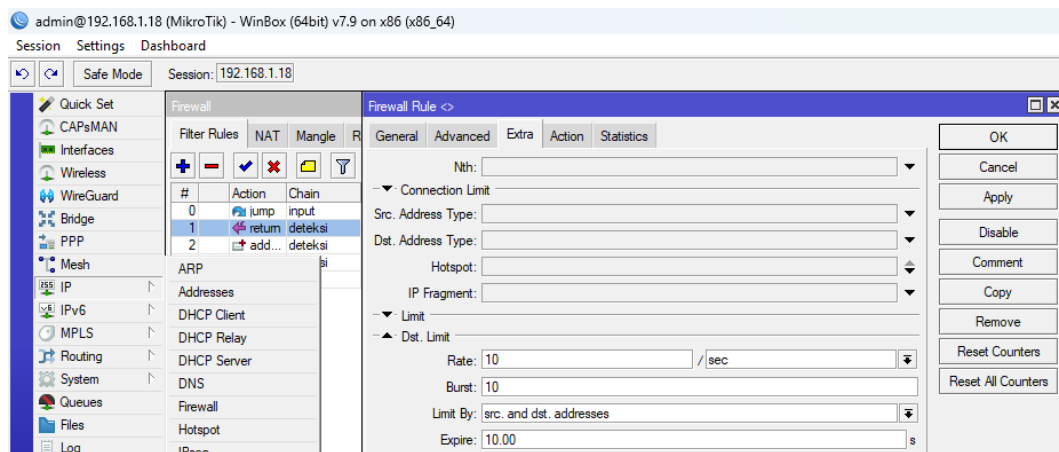 admin@192.168.1.18 (MikroTik) - WinBox (64bit) v7.9 on x86 (x86_64)
Session Settings Dashboard
Safe Mode Session: 192.168.1.18
Quick Set
CAPsMAN
Interfaces
Wireless
WireGuard
Bridge
PPP
Mesh
IP
IPv6
MPLS
Routing
System
Queues
Files
Log
Firewall
Filter Rules NAT Mangle R
# Action Chain
0 jump input
1 return deteksi
2 add... deteksi
si
ARP
Addresses
DHCP Client
DHCP Relay
DHCP Server
DNS
Firewall
Hotspot
IPsec
Firewall Rule <>
General Advanced Extra Action Statistics
Nth:
Connection Limit
Src. Address Type:
Dst. Address Type:
Hotspot:
IP Fragment:
Limit
Dst. Limit
Rate: 10 / sec
Burst: 10
Limit By: src. and dst. addresses
Expire: 10.00 s
OK
Cancel
Apply
Disable
Comment
Copy
Remove
Reset Counters
Reset All Counters